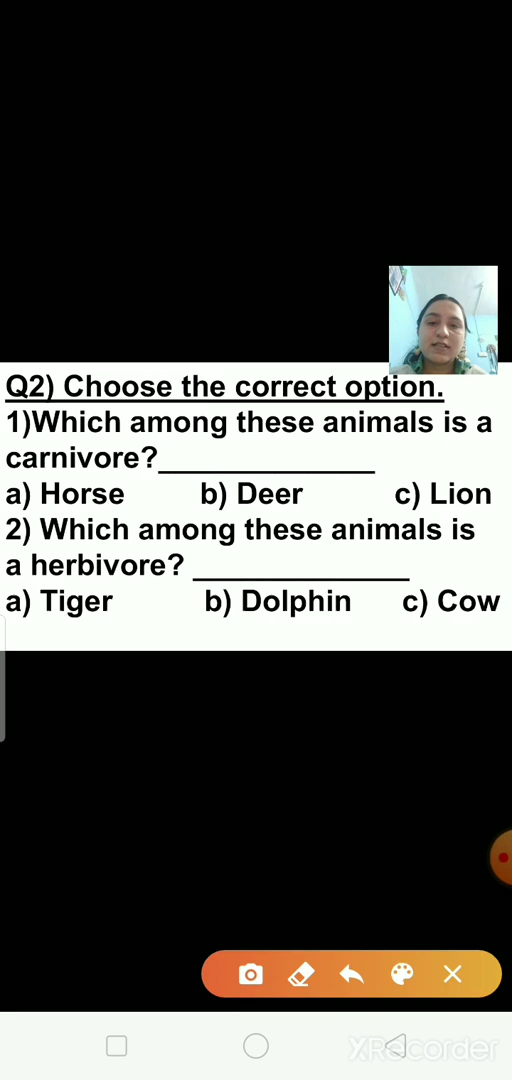 Q2) Choose the correct option.
1)Which among these animals is a
carnivore?_____________
a) Horse b) Deer c) Lion
2) Which among these animals is
a herbivore? _____________
a) Tiger b) Dolphin c) Cow
XRecorder